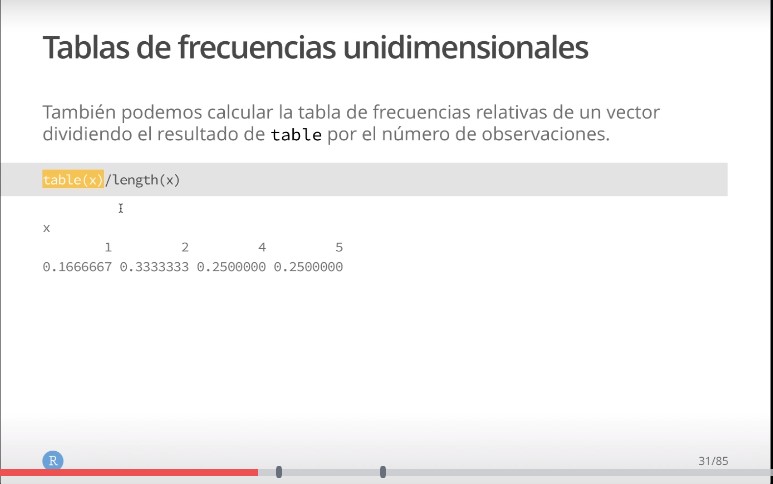 Tablas de frecuencias unidimensionales
También podemos calcular la tabla de frecuencias relativas de un vector
dividiendo el resultado de table por el número de observaciones.
table(x)/length(x)
x
1 2 4 5
0.1666667 0.3333333 0.2500000 0.2500000
R
31/85